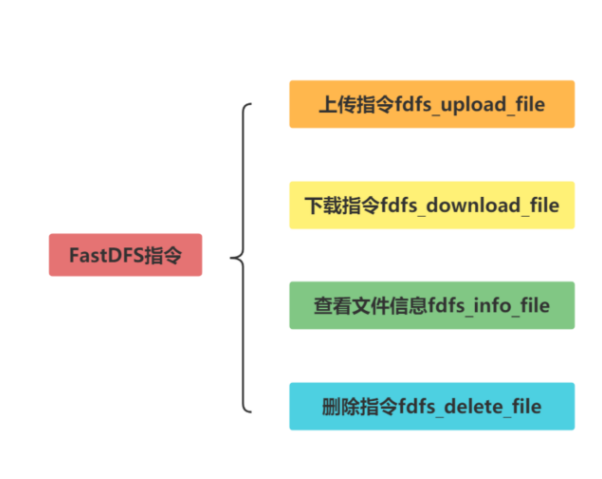 上传指令fdfs_upload_file
下载指令fdfs_download_file
FastDFS指令
查看文件信息fdfs_info_file
删除指令fdfs_delete_file